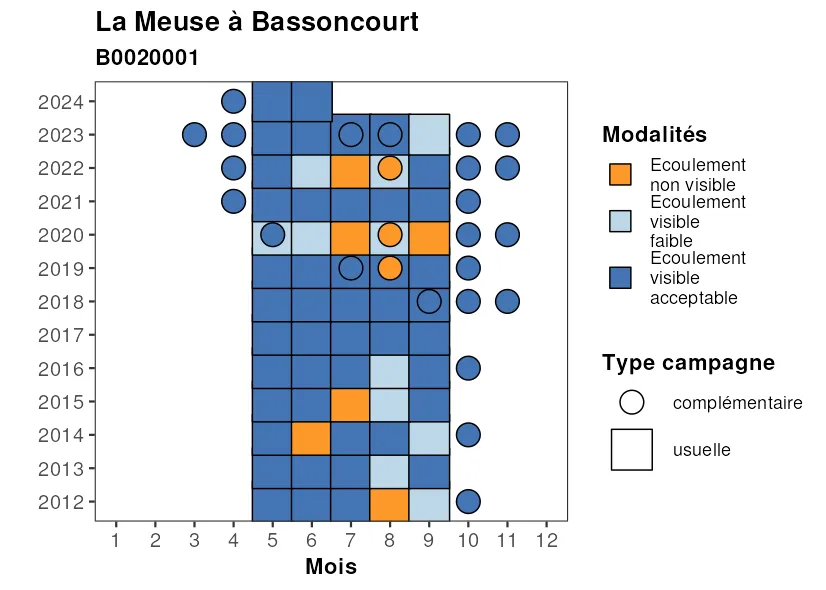 La Meuse à Bassoncourt
B0020001
2024
2023
2022
2021
2020
2019
2018
2017
2016
2015
2014
2013
2012
1 2 3 4 5 6 7 8 9 10 11 12
Mois
Modalités
Ecoulement
non visible
Ecoulement
visible
faible
Ecoulement
visible
acceptable
Type campagne
complémentaire
usuelle